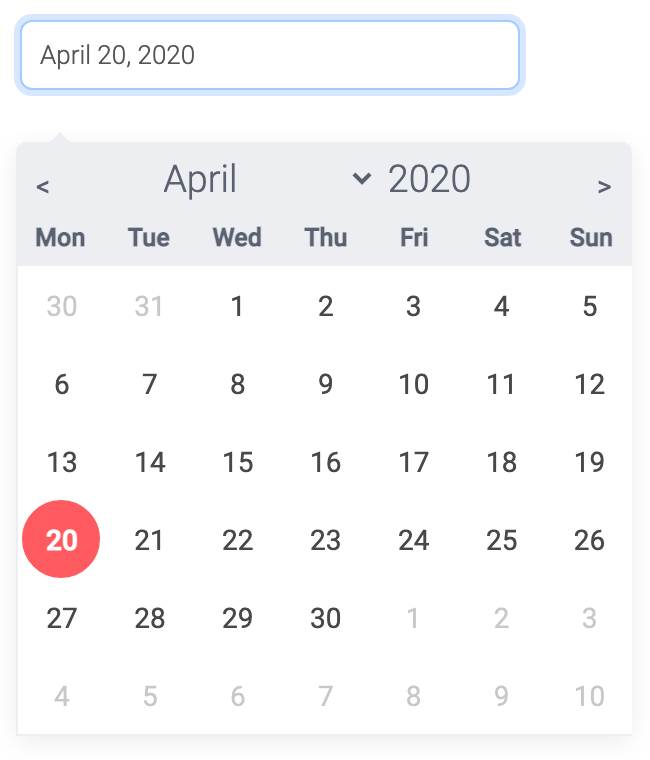 April 20, 2020
< April 2020 >
Mon Tue Wed Thu Fri Sat Sun
30 31 1 2 3 4 5
6 7 8 9 10 11 12
13 14 15 16 17 18 19
20 21 22 23 24 25 26
27 28 29 30 1 2 3
4 5 6 7 8 9 10